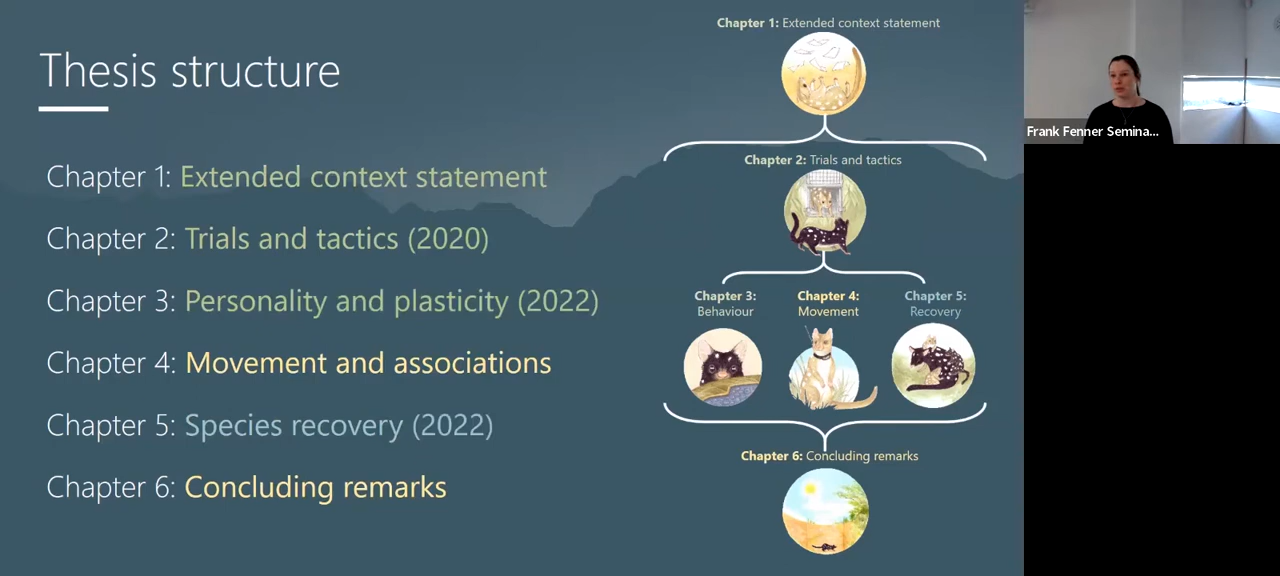 Thesis structure
Chapter 1: Extended context statement
Chapter 2: Trials and tactics (2020)
Chapter 3: Personality and plasticity (2022)
Chapter 4: Movement and associations
Chapter 5: Species recovery (2022)
Chapter 6: Concluding remarks
Chapter 1: Extended context statement
Chapter 2: Trials and tactics
Chapter 3:
Behaviour
Chapter 4:
Movement
Chapter 5:
Recovery
Chapter 6: Concluding remarks
Frank Fenner Semina...